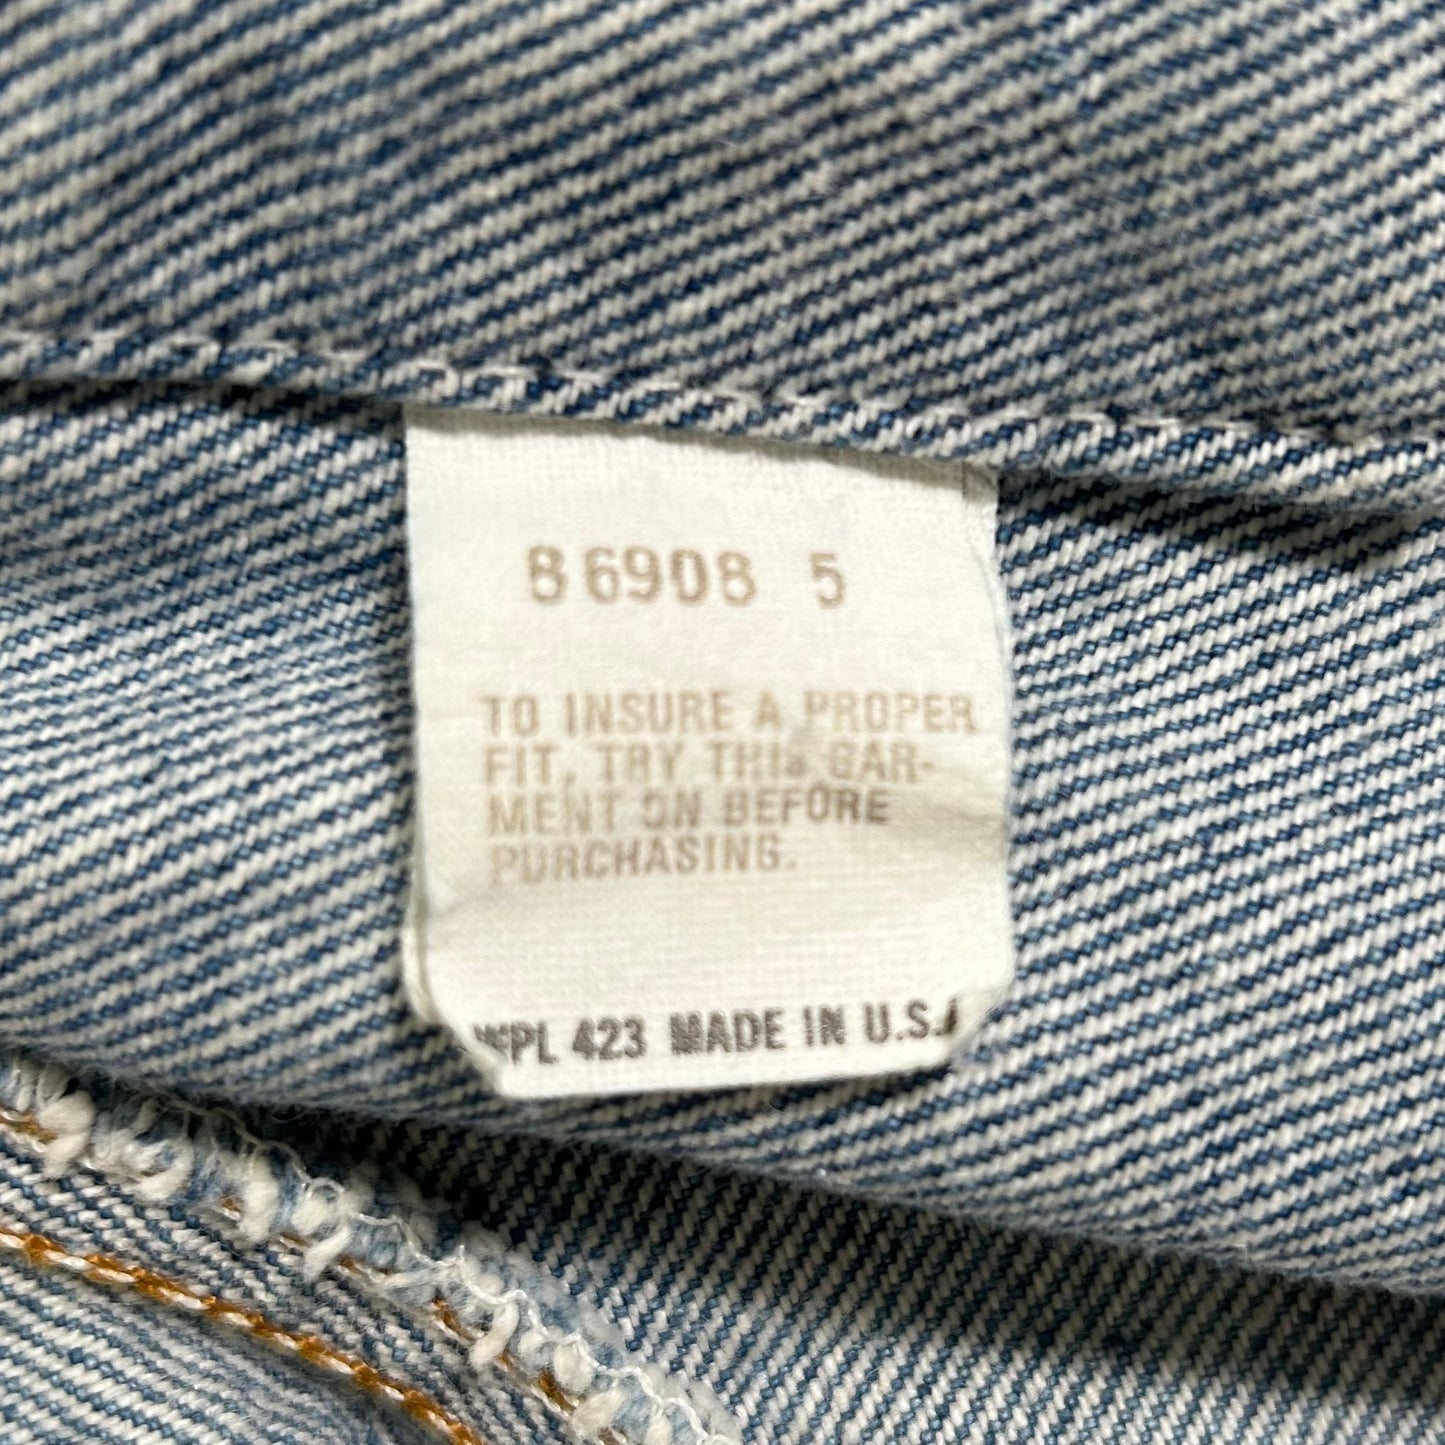 86908 5
TO INSURE A PROPER
FIT, TRY THIS GAR-
MENT ON BEFORE
PURCHASING.
WPL 423 MADE IN U.S.A